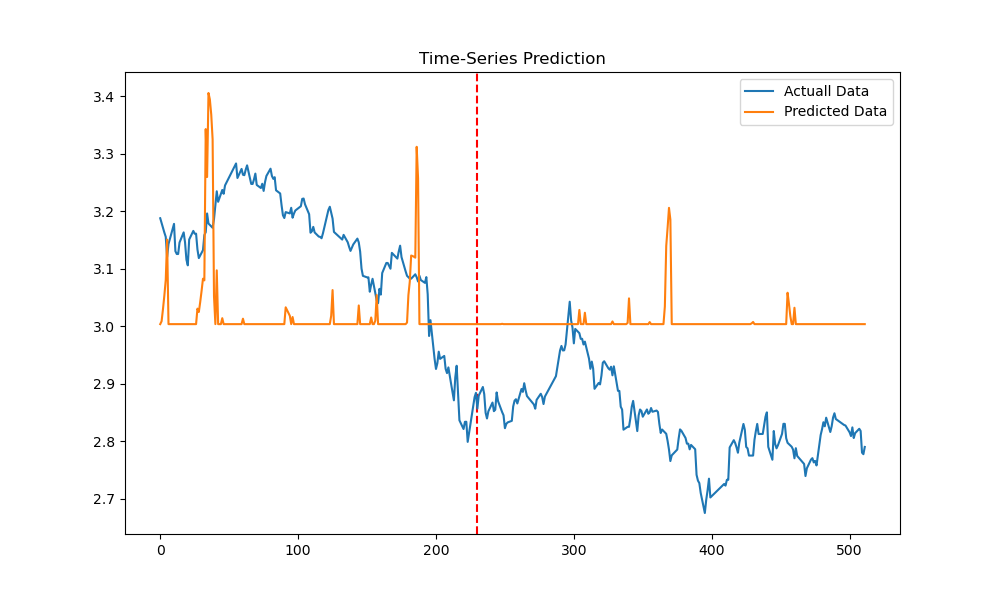 Time-Series Prediction
Actuall Data
Predicted Data
3.4
3.3
3.2
3.1
3.0
2.9
2.8
2.7
0 100 200 300 400 500